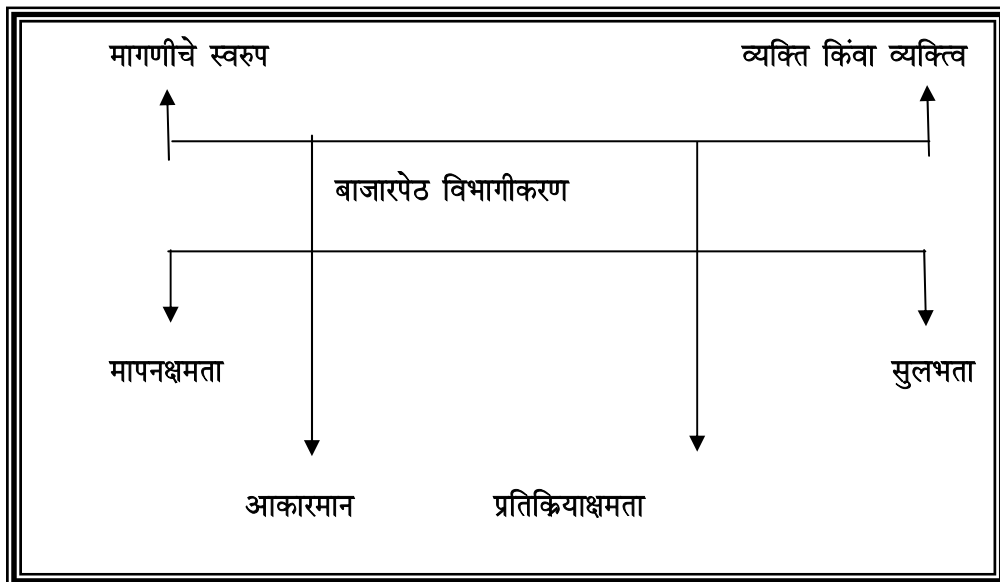 मागणीचे स्वरुप व्यक्ति किंवा व्यक्त्वि
बाजारपेठ विभागीकरण
मापनक्षमता सुलभता
आकारमान प्रतिक्रियाक्षमता